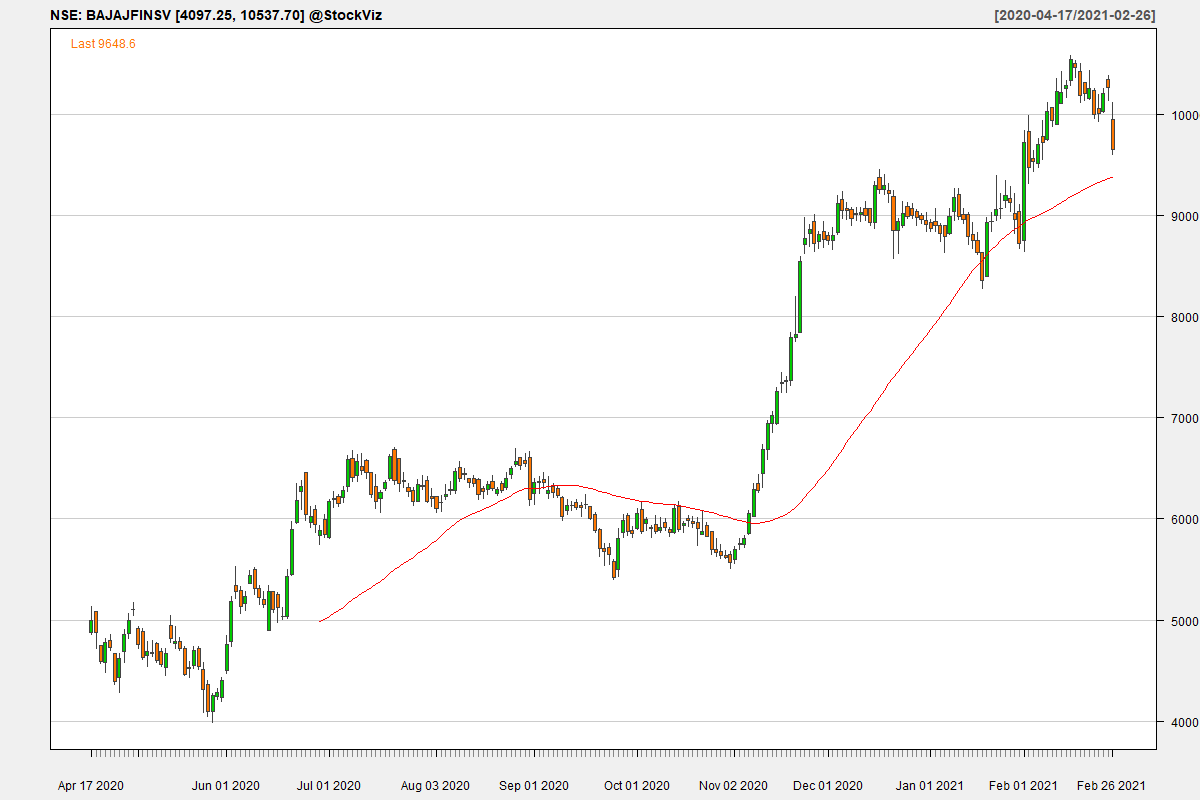 NSE: BAJAJFINSV [4097.25, 10537.70] @StockViz
[2020-04-17/2021-02-26]
Last 9648.6
1000
9000
8000
7000
6000
5000
4000
Apr 17 2020 Jun 01 2020 Jul 01 2020 Aug 03 2020 Sep 01 2020 Oct 01 2020 Nov 02 2020 Dec 01 2020 Jan 01 2021 Feb 01 2021 Feb 26 2021